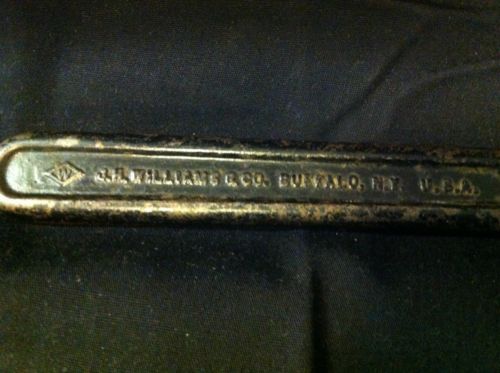 W J.H. WILLIAMS & CO. BUFFALO, N.Y. U.S.A.